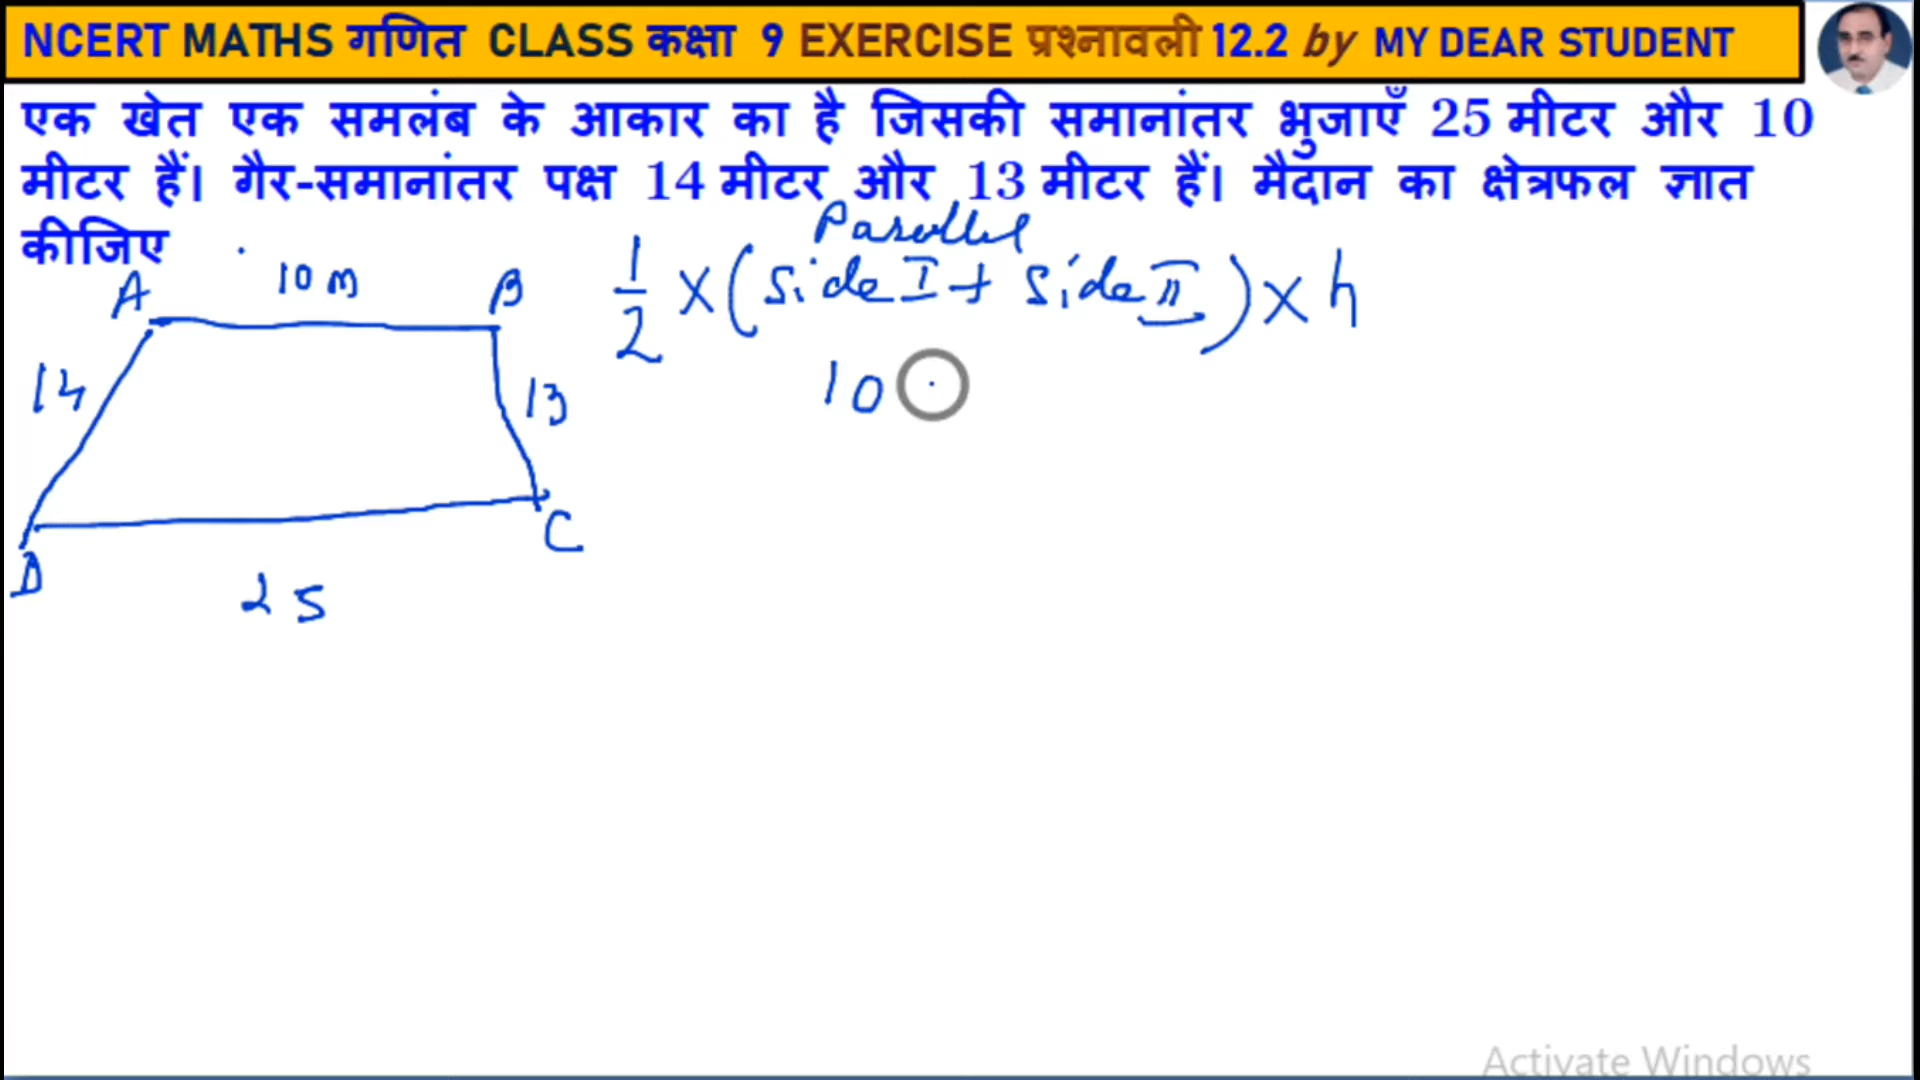 NCERT MATHS गणित CLASS कक्षा 9 EXERCISE प्रश्नावली 12.2 by MY DEAR STUDENT
एक खेत एक समलंब के आकार का है जिसकी समानांतर भुजाएँ 25 मीटर और 10
मीटर हैं। गैर-समानांतर पक्ष 14 मीटर और 13 मीटर हैं। मैदान का क्षेत्रफल ज्ञात
कीजिए
Parallel
1/2 × (side I + side II) × h
10
A 10 m B
14 13
D C
25
Activate Windows